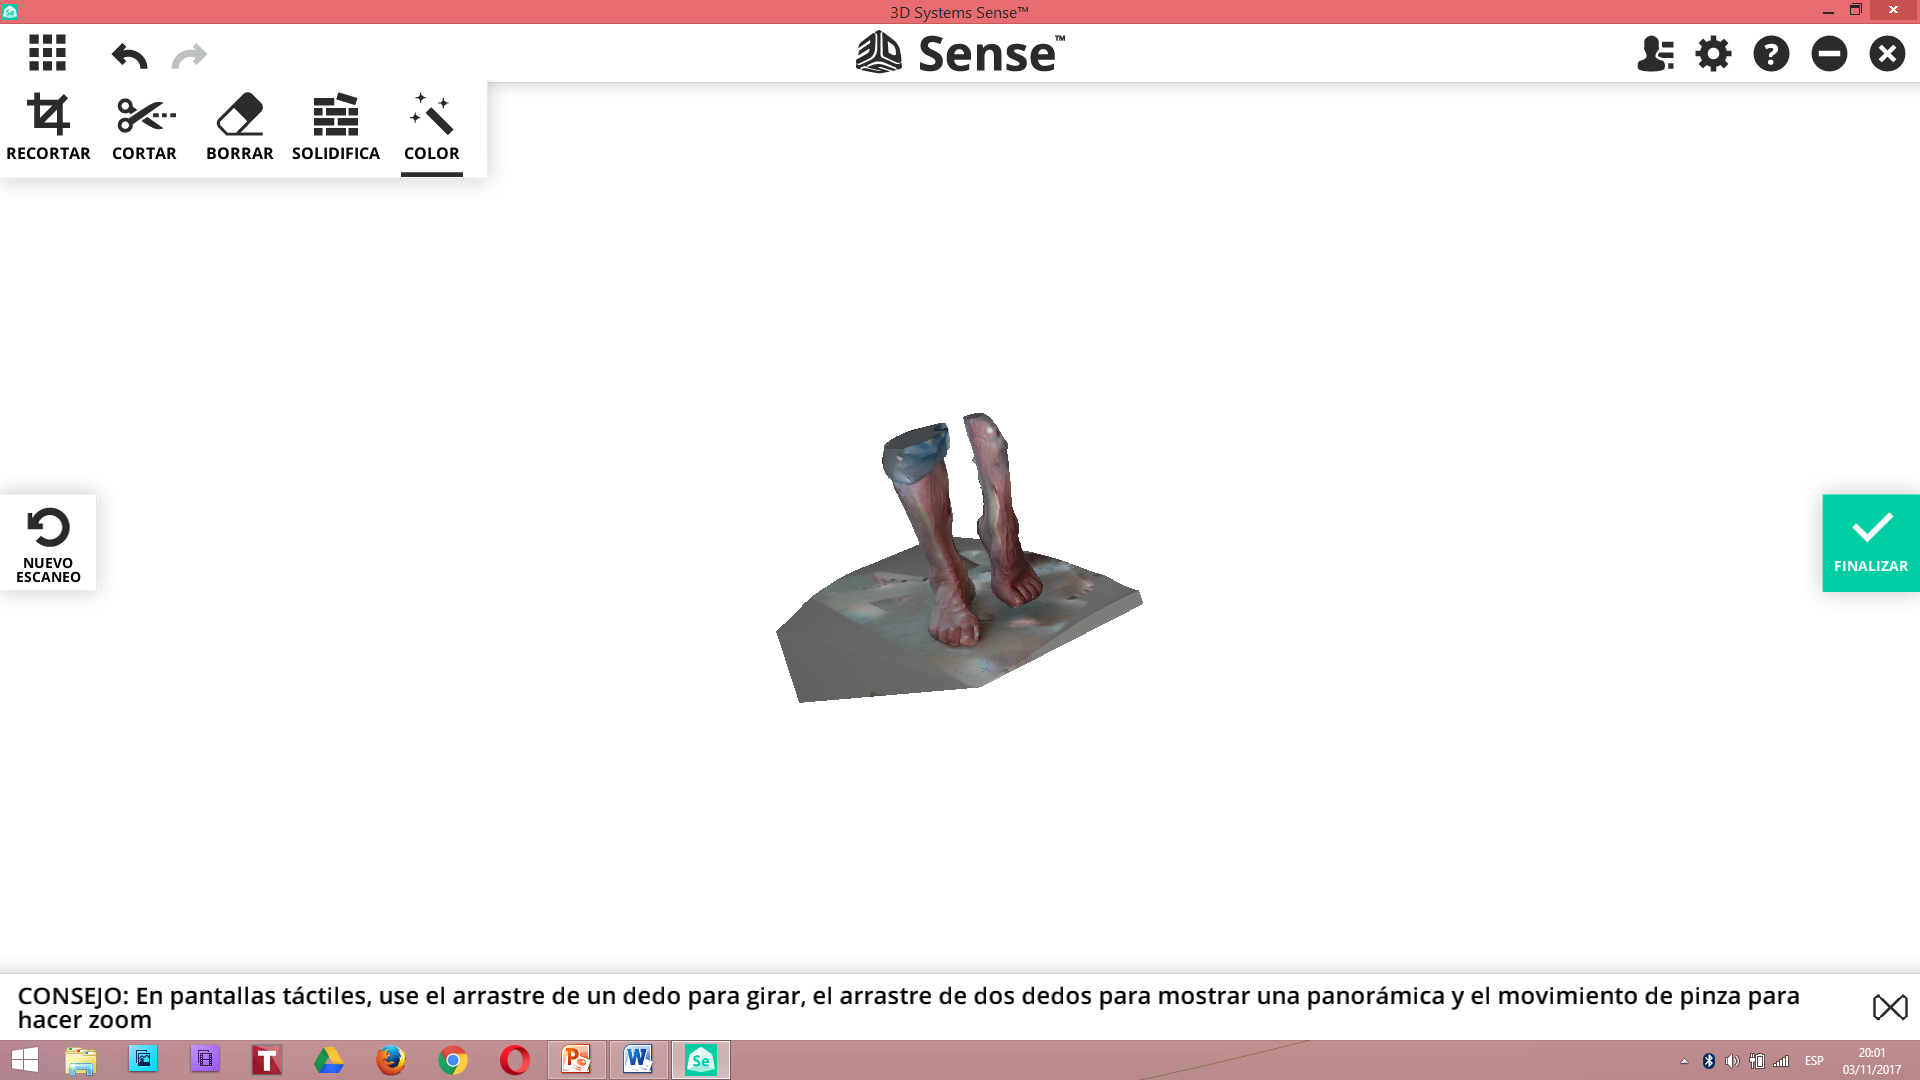 3D Systems Sense™
Sense™
RECORTAR CORTAR BORRAR SOLIDIFICA COLOR
NUEVO
ESCANEO
FINALIZAR
CONSEJO: En pantallas táctiles, use el arrastre de un dedo para girar, el arrastre de dos dedos para mostrar una panorámica y el movimiento de pinza para
hacer zoom
Se
ESP
20:01
03/11/2017